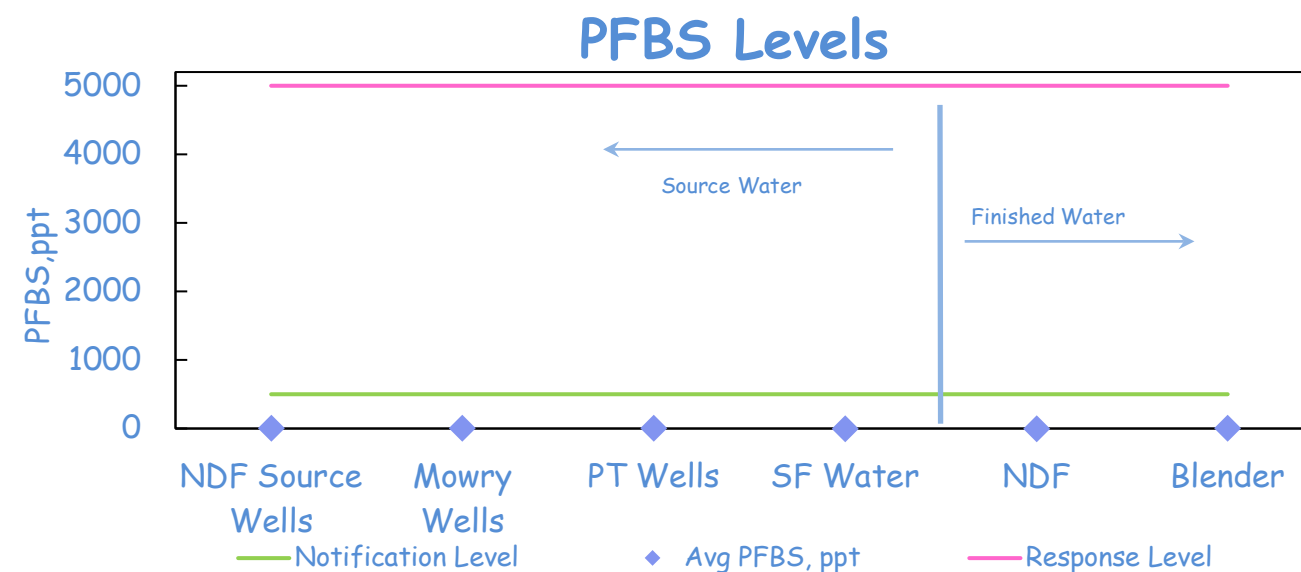 PFBS Levels
5000
4000
3000
2000
1000
0
PFBS,ppt
Source Water
Finished Water
NDF Source
Wells
Mowry
Wells
PT Wells
SF Water
NDF
Blender
Notification Level
Avg PFBS, ppt
Response Level